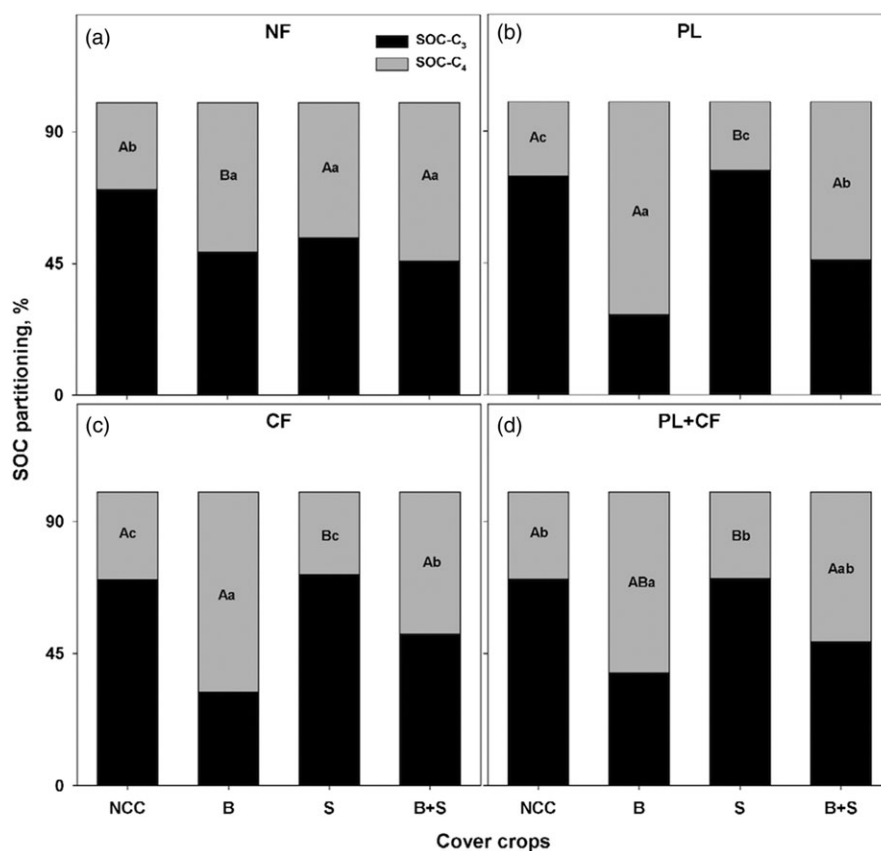 (a)
NF
SOC-C3
SOC-C4
(b)
PL
90
45
0
Ab
Ba
Aa
Aa
Ac
Aa
Bc
Ab
SOC partitioning, %
(c)
CF
(d)
PL+CF
90
45
0
Ac
Aa
Bc
Ab
Ab
ABa
Bb
Aab
NCC B S B+S NCC B S B+S
Cover crops